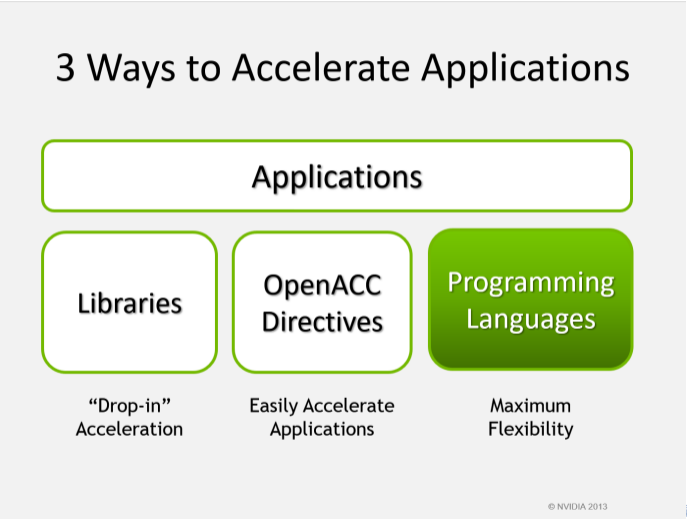 3 Ways to Accelerate Applications
Applications
Libraries
OpenACC
Directives
Programming
Languages
“Drop-in”
Acceleration
Easily Accelerate
Applications
Maximum
Flexibility
© NVIDIA 2013